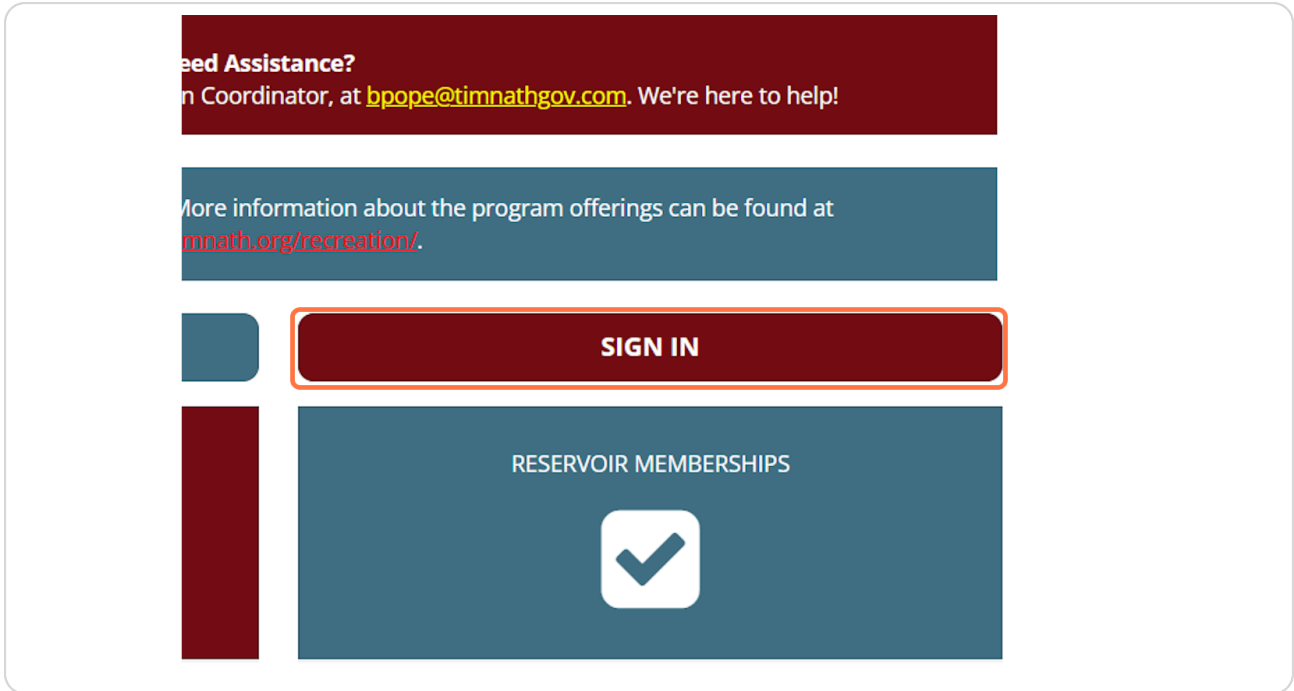 eed Assistance?
n Coordinator, at bpope@timnathgov.com. We're here to help!
More information about the program offerings can be found at
mnath.org/recreation/.
SIGN IN
RESERVOIR MEMBERSHIPS